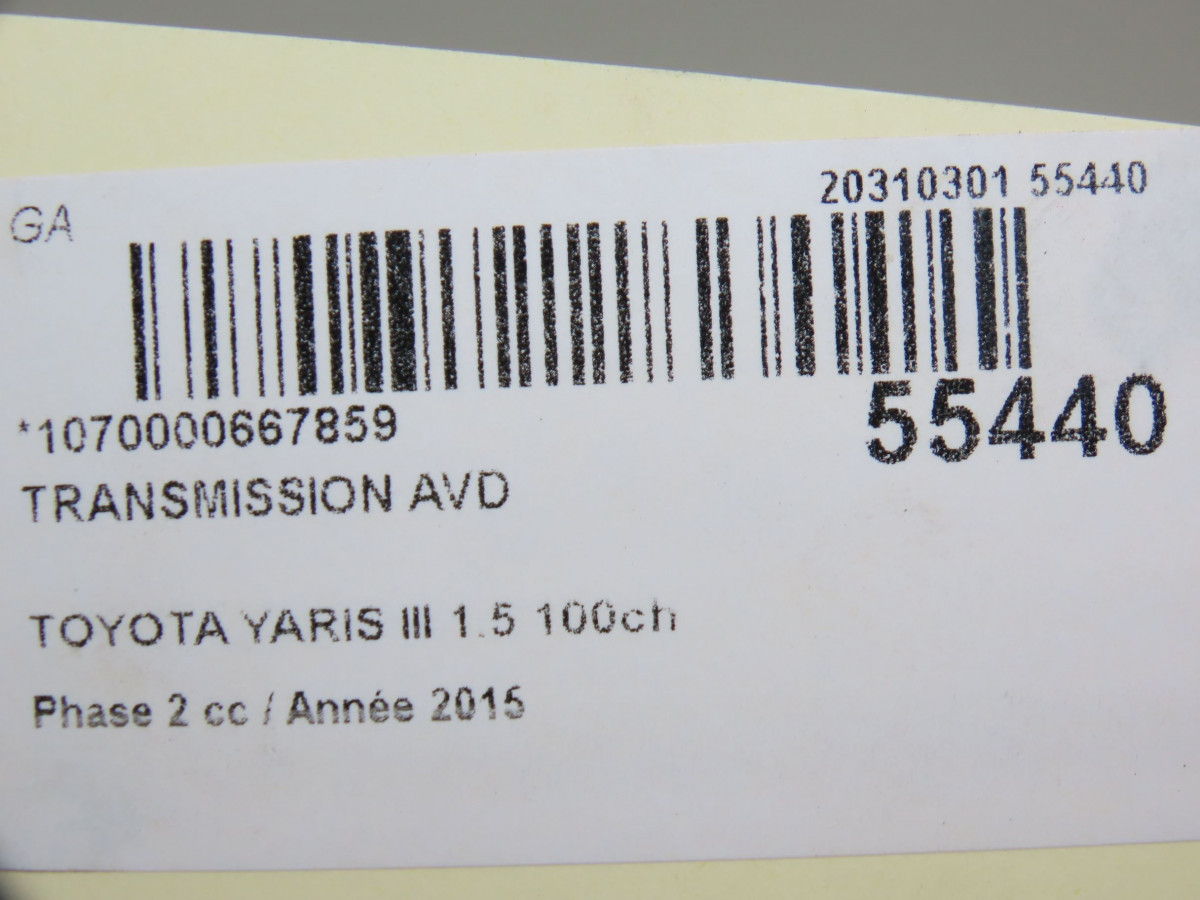 GA
20310301 55440
*1070000667859
55440
TRANSMISSION AVD
TOYOTA YARIS III 1.5 100ch
Phase 2 cc / Année 2015